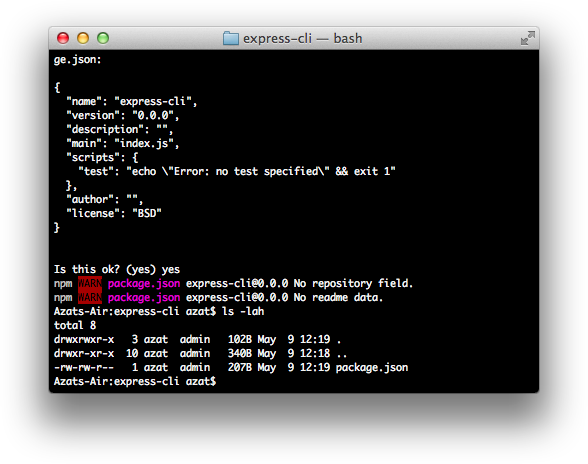 express-cli — bash
ge.json:
{
"name": "express-cli",
"version": "0.0.0",
"description": "",
"main": "index.js",
"scripts": {
"test": "echo \"Error: no test specified\" && exit 1"
},
"author": "",
"license": "BSD"
}
Is this ok? (yes) yes
npm WARN package.json express-cli@0.0.0 No repository field.
npm WARN package.json express-cli@0.0.0 No readme data.
Azats-Air:express-cli azat$ ls -lah
total 8
drwxrwxr-x   3 azat  admin   102B May  9 12:19 .
drwxr-xr-x  10 azat  admin   340B May  9 12:18 ..
-rw-rw-r--   1 azat  admin   207B May  9 12:19 package.json
Azats-Air:express-cli azat$